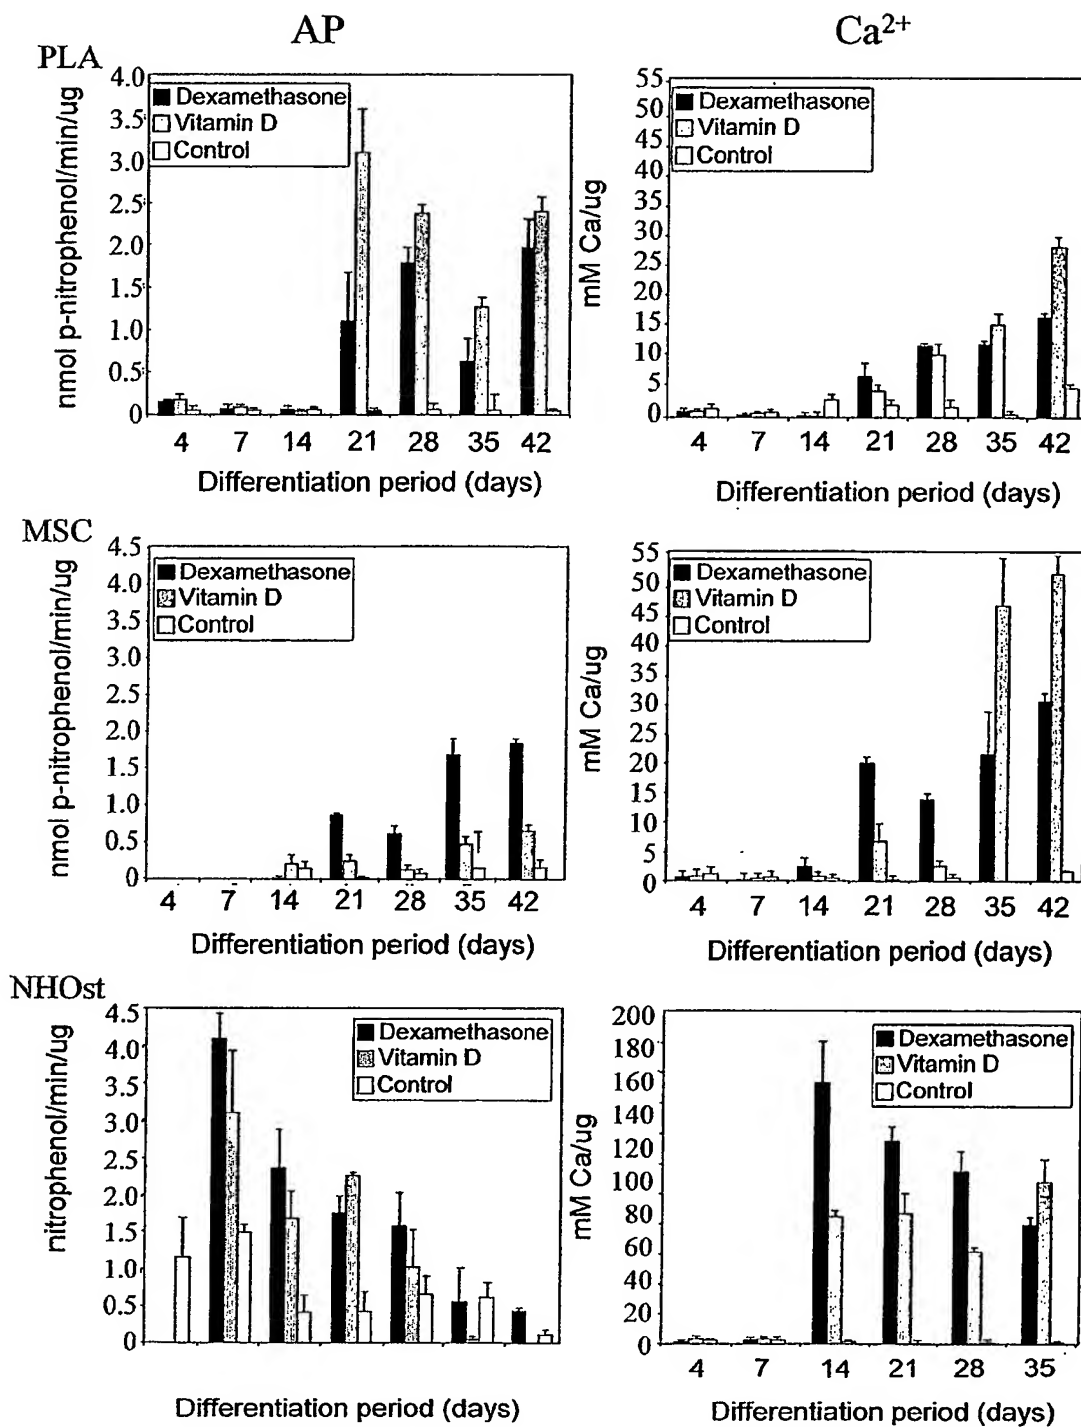 AP
Ca2+
PLA
nmol p-nitrophenol/min/ug
4.0
3.5
3.0
2.5
2.0
1.5
1.0
0.5
0
Dexamethasone
Vitamin D
Control
4 7 14 21 28 35 42
Differentiation period (days)
mM Ca/ug
55
55
45
40
35
30
25
20
15
10
5
0
Dexamethasone
Vitamin D
Control
4 7 14 21 28 35 42
Differentiation period (days)
MSC
nmol p-nitrophenol/min/ug
4.5
4.0
3.5
3.0
2.5
2.0
1.5
1.0
0.5
0
Dexamethasone
Vitamin D
Control
4 7 14 21 28 35 42
Differentiation period (days)
mM Ca/ug
55
50
45
40
35
30
25
20
15
10
5
0
Dexamethasone
Vitamin D
Control
4 7 14 21 28 35 42
Differentiation period (days)
NHOst
nitrophenol/min/ug
4.5
4.0
3.5
3.0
2.5
2.0
1.5
1.0
0.5
0
Dexamethasone
Vitamin D
Control
Differentiation period (days)
mM Ca/ug
200
180
160
140
120
100
80
60
40
20
0
Dexamethasone
Vitamin D
Control
4 7 14 21 28 35
Differentiation period (days)